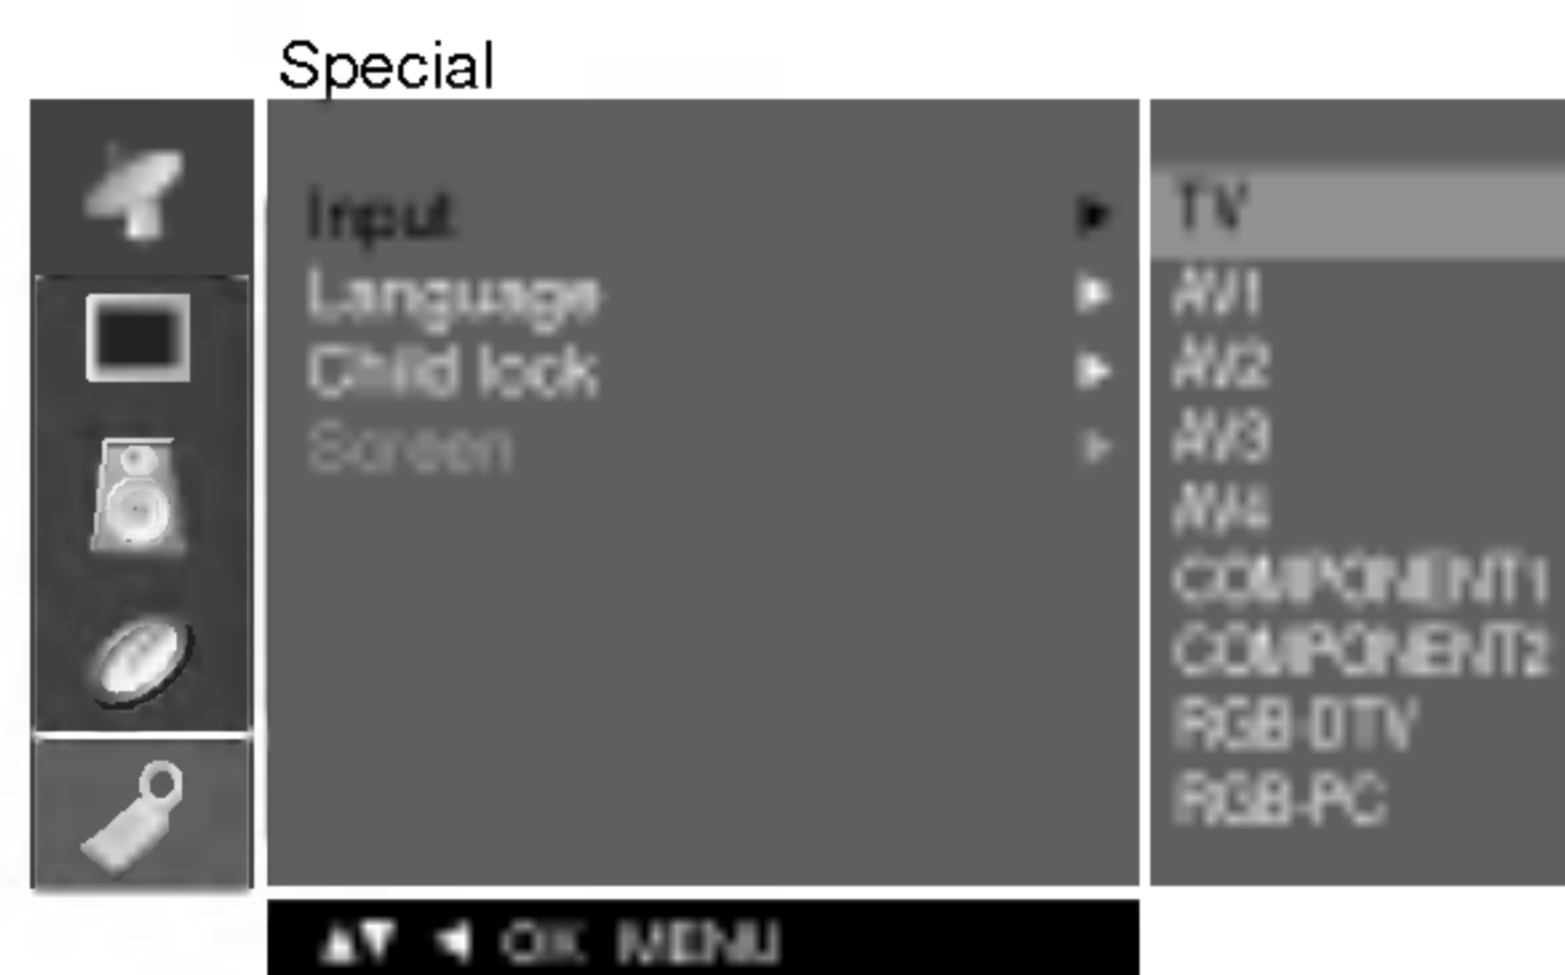 Special
Input ▶
Language ▶
Child lock ▶
Screen ▶
TV
AV1
AV2
AV3
AV4
COMPONENT1
COMPONENT2
RGB-DTV
RGB-PC
▲▼ ◀ OK MENU